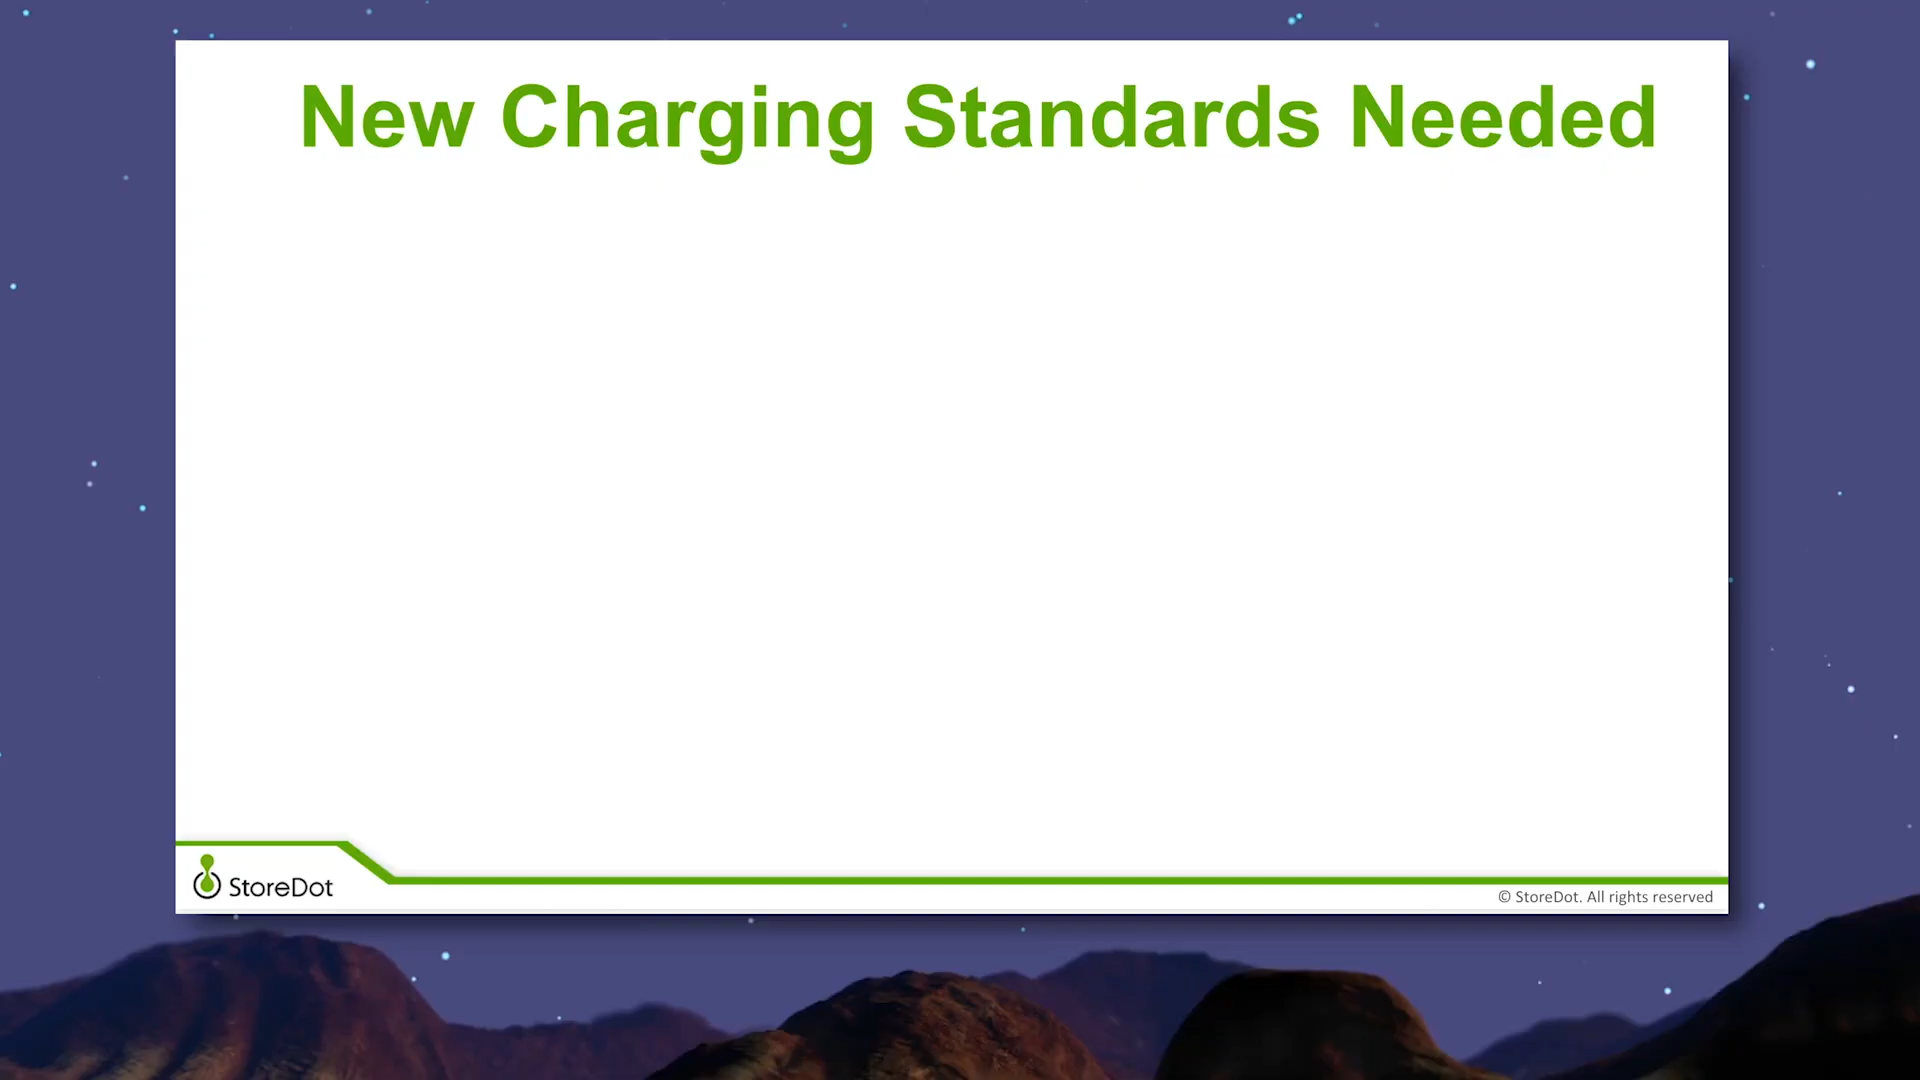 New Charging Standards Needed
StoreDot
© StoreDot. All rights reserved